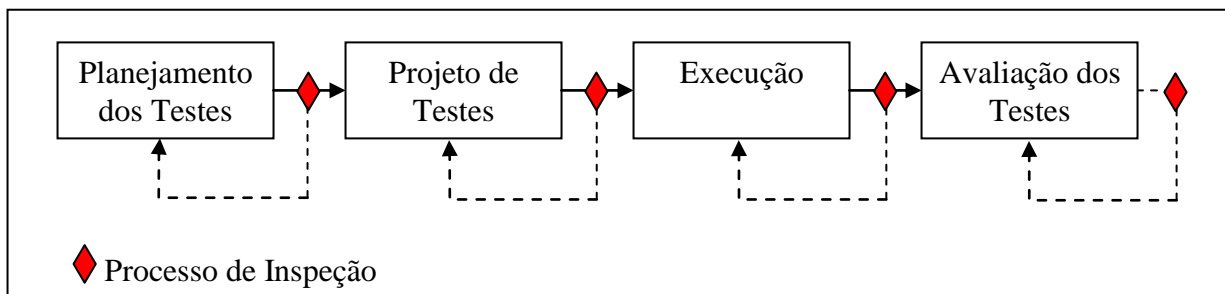 Planejamento
dos Testes
Projeto de
Testes
Execução
Avaliação dos
Testes
Processo de Inspeção